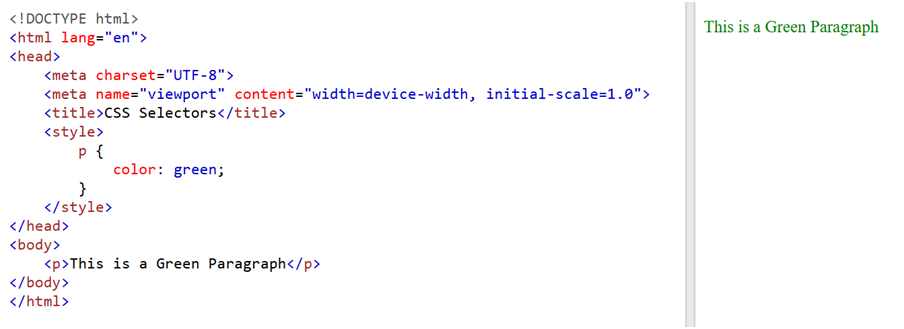 <!DOCTYPE html>
<html lang="en">
<head>
    <meta charset="UTF-8">
    <meta name="viewport" content="width=device-width, initial-scale=1.0">
    <title>CSS Selectors</title>
    <style>
        p {
            color: green;
        }
    </style>
</head>
<body>
    <p>This is a Green Paragraph</p>
</body>
</html>
This is a Green Paragraph